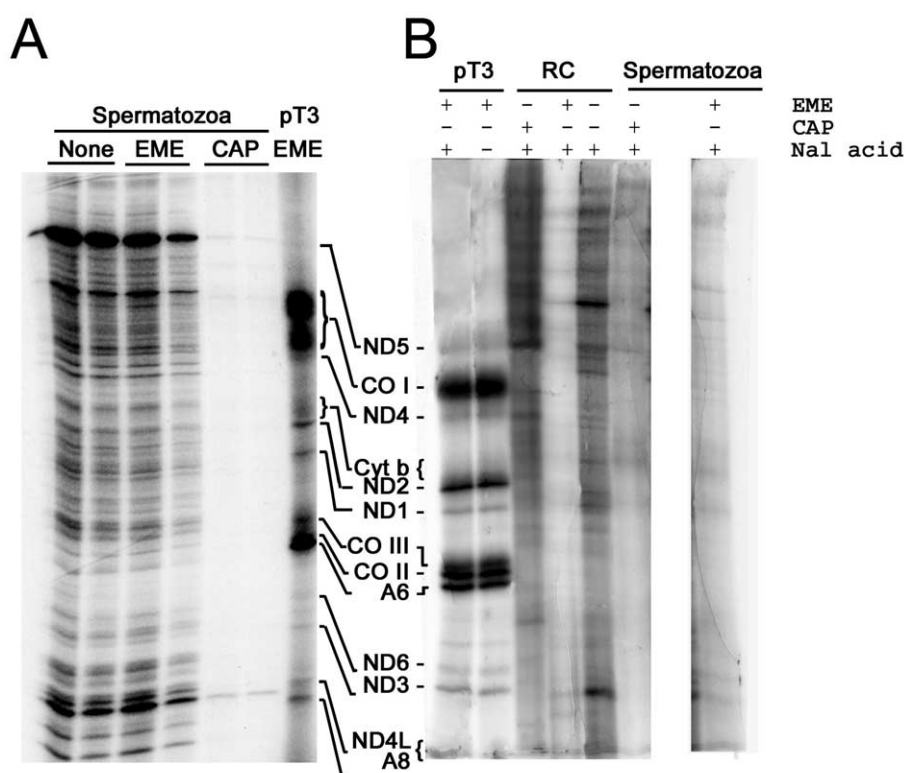 A
Spermatozoa pT3
None EME CAP EME
B
pT3 RC Spermatozoa
+ + - + - - + EME
- - + - - + - CAP
+ - + + + + + Nal acid
ND5 -
CO I -
ND4 -
Cyt b {
ND2 -
ND1 -
CO III
CO II -
A6 -
ND6 -
ND3 -
ND4L
A8 {